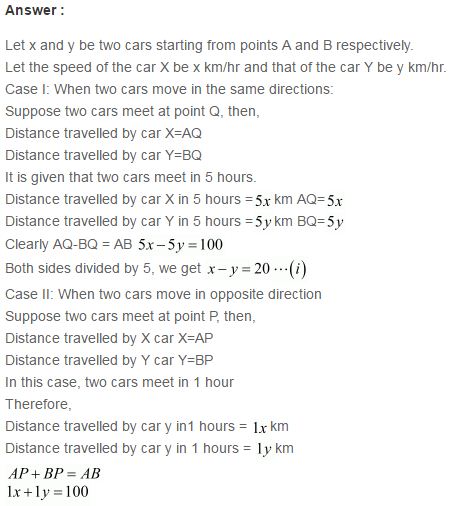 Answer :
Let x and y be two cars starting from points A and B respectively.
Let the speed of the car X be x km/hr and that of the car Y be y km/hr.
Case I: When two cars move in the same directions:
Suppose two cars meet at point Q, then,
Distance travelled by car X=AQ
Distance travelled by car Y=BQ
It is given that two cars meet in 5 hours.
Distance travelled by car X in 5 hours = 5x km AQ= 5x
Distance travelled by car Y in 5 hours = 5y km BQ= 5y
Clearly AQ-BQ = AB 5x−5y=100
Both sides divided by 5, we get x−y=20 ⋯(i)
Case II: When two cars move in opposite direction
Suppose two cars meet at point P, then,
Distance travelled by X car X=AP
Distance travelled by Y car Y=BP
In this case, two cars meet in 1 hour
Therefore,
Distance travelled by car y in1 hours = 1x km
Distance travelled by car y in 1 hours = 1y km
AP+BP=AB
1x+1y=100